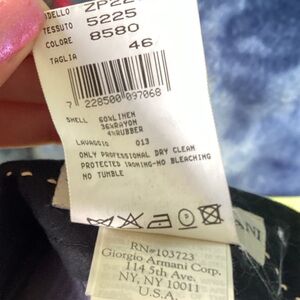 TESSUTO 5225
COLORE 8580
TAGLIA 46
7 228500 097068
SHELL 60%LINEN
36%RAYON
4%RUBBER
LAVAGGIO 013
ONLY PROFESSIONAL DRY CLEAN
PROTECTED IRONING-NO BLEACHING
NO TUMBLE
ANI
RN#103723
Giorgio Armani Corp.
114 5th Ave.
NY, NY, 10011
U.S.A.